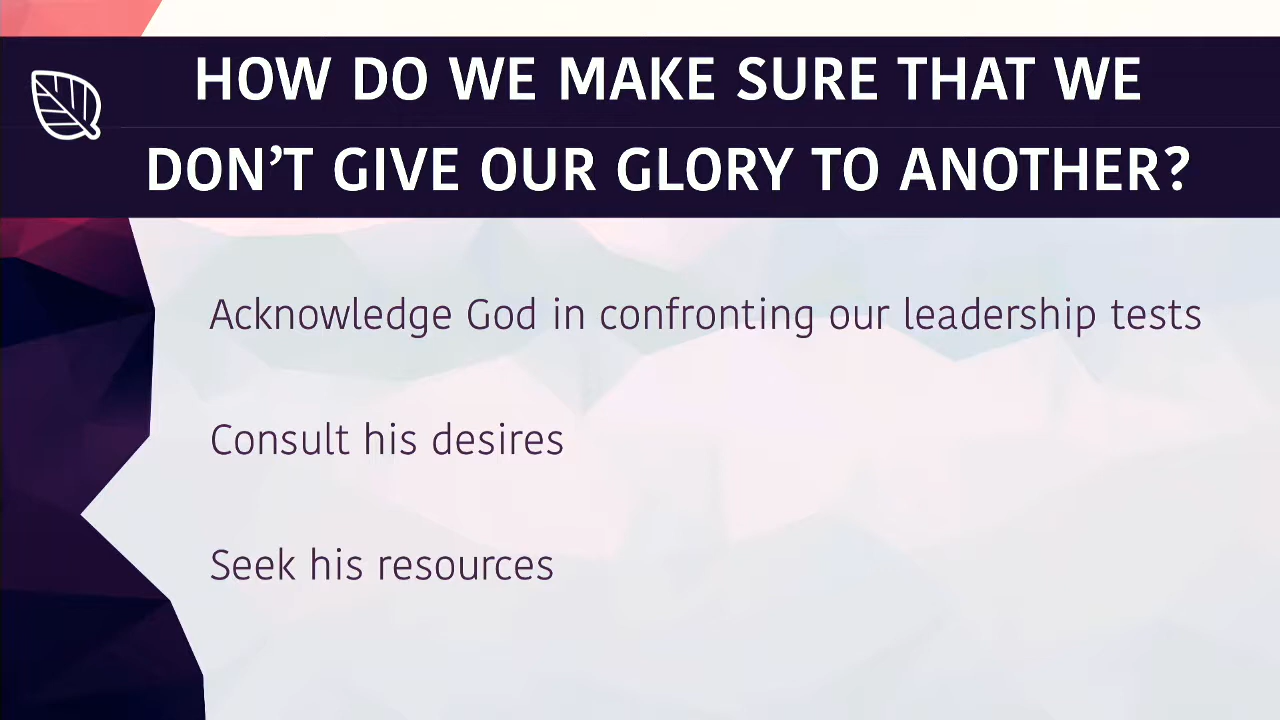 HOW DO WE MAKE SURE THAT WE
DON’T GIVE OUR GLORY TO ANOTHER?
Acknowledge God in confronting our leadership tests
Consult his desires
Seek his resources